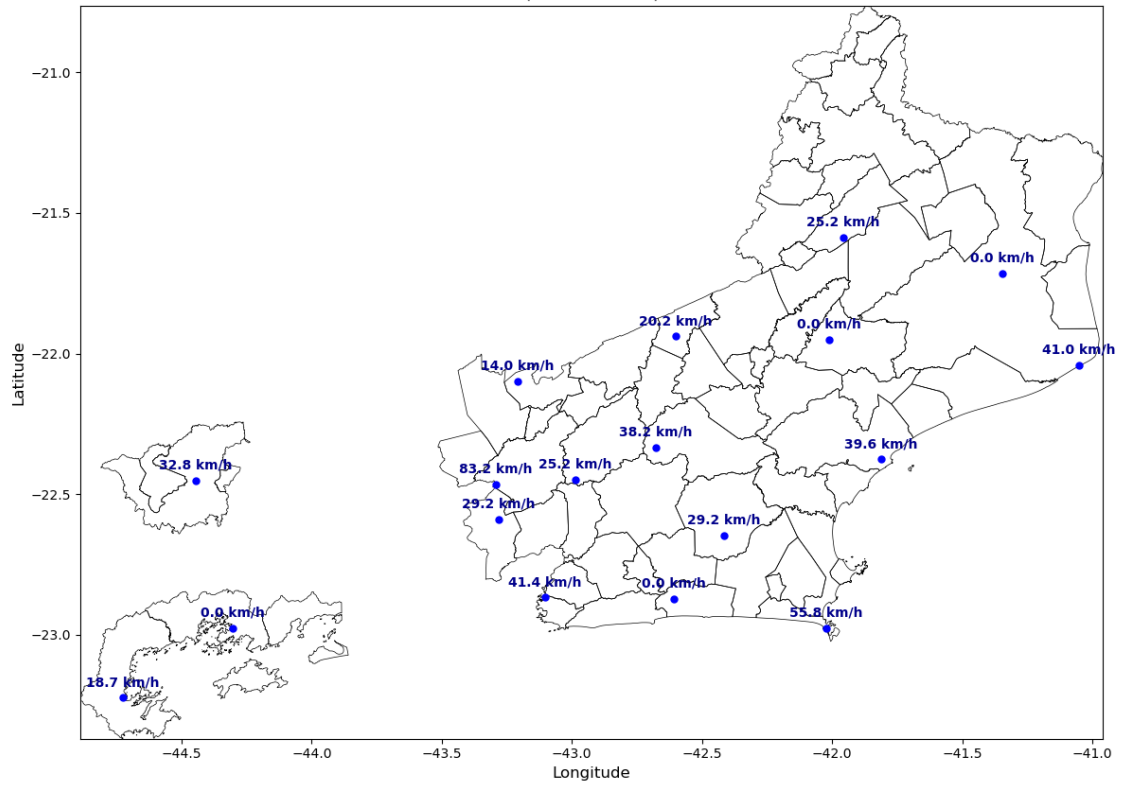 −21.0
25.2 km/h
−21.5
0.0 km/h
20.2 km/h
0.0 km/h
41.0 km/h
−22.0
14.0 km/h
38.2 km/h
39.6 km/h
32.8 km/h
83.2 km/h
25.2 km/h
−22.5
29.2 km/h
29.2 km/h
41.4 km/h
0.0 km/h
0.0 km/h
55.8 km/h
−23.0
18.7 km/h
Latitude
−44.5 −44.0 −43.5 −43.0 −42.5 −42.0 −41.5 −41.0
Longitude